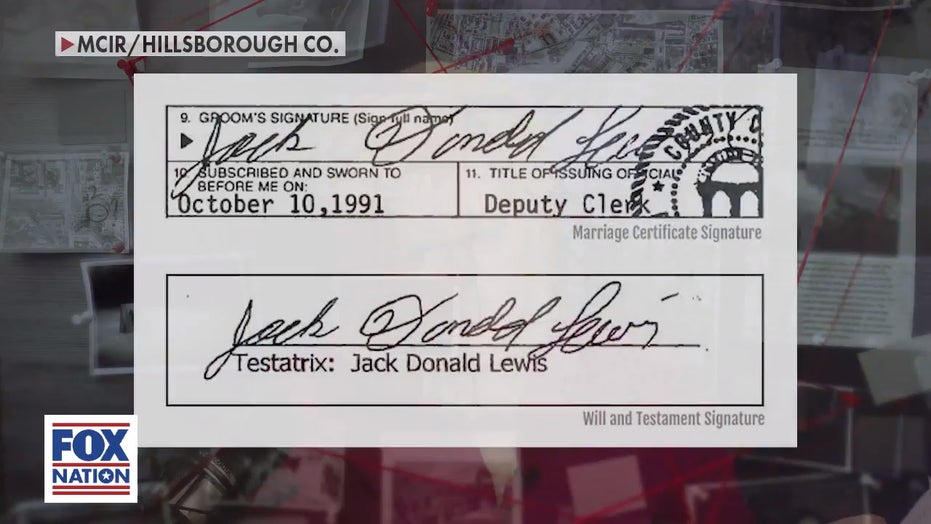 MCIR/HILLSBOROUGH CO.
9. GROOM'S SIGNATURE (Sign full name)
Jack Donald Lewis
10. SUBSCRIBED AND SWORN TO
BEFORE ME ON:
October 10,1991
11. TITLE OF ISSUING OFFICIAL
Deputy Clerk
COUNTY C
Marriage Certificate Signature
Jack Donald Lewis
Testatrix: Jack Donald Lewis
Will and Testament Signature
FOX
NATION